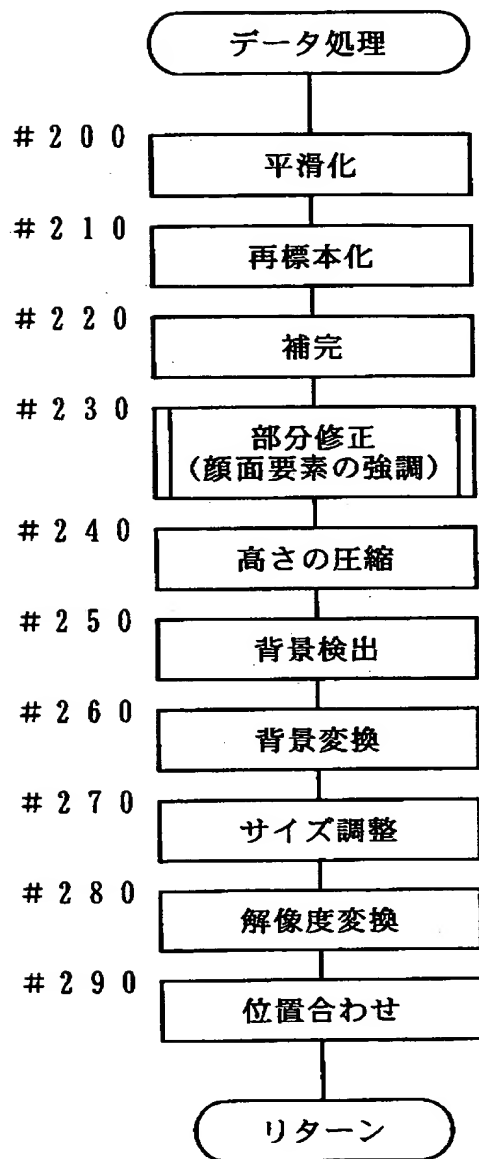 データ処理
#200
平滑化
#210
再標本化
#220
補完
#230
部分修正
(顔面要素の強調)
#240
高さの圧縮
#250
背景検出
#260
背景変換
#270
サイズ調整
#280
解像度変換
#290
位置合わせ
リターン